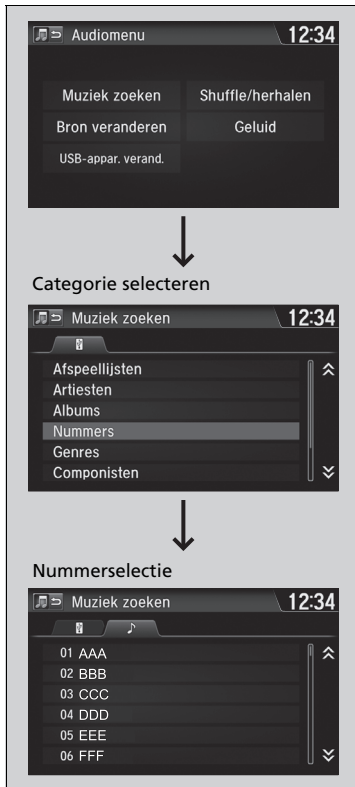 Audiomenu 12:34
Muziek zoeken Shuffle/herhalen
Bron veranderen Geluid
USB-appar. verand.
Categorie selecteren
Muziek zoeken 12:34
Afspeellijsten
Artiesten
Albums
Nummers
Genres
Componisten
Nummerselectie
Muziek zoeken 12:34
01 AAA
02 BBB
03 CCC
04 DDD
05 EEE
06 FFF